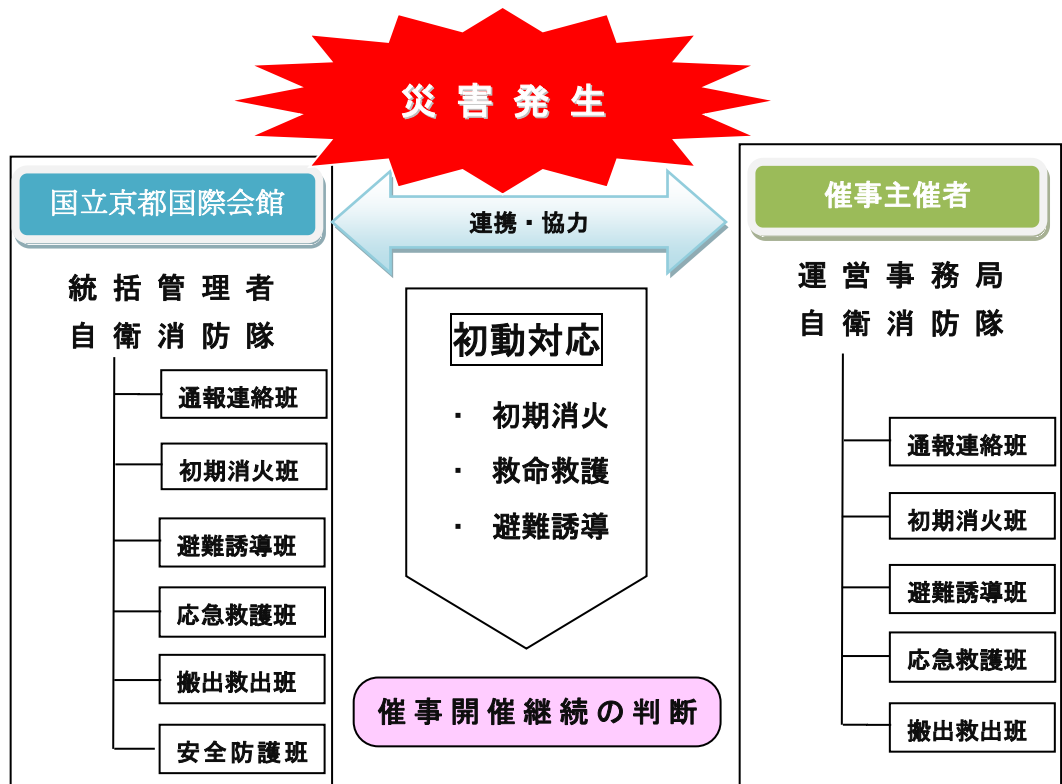 災害発生
国立京都国際会館
統括管理者
自衛消防隊
通報連絡班
初期消火班
避難誘導班
応急救護班
搬出救出班
安全防護班
連携・協力
初動対応
・ 初期消火
・ 救命救護
・ 避難誘導
催事開催継続の判断
催事主催者
運営事務局
自衛消防隊
通報連絡班
初期消火班
避難誘導班
応急救護班
搬出救出班